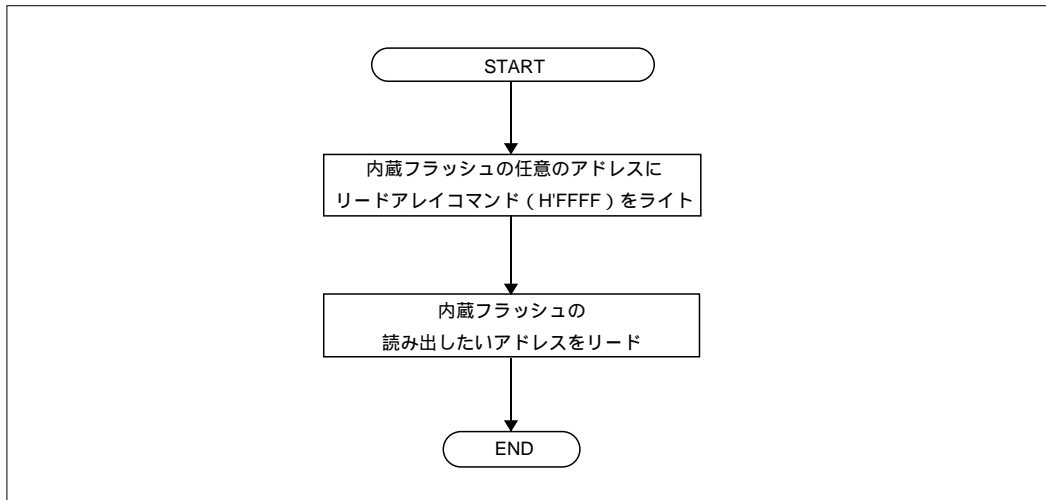 START
内蔵フラッシュの任意のアドレスに
リードアレイコマンド ( H'FFFF ) をライト
内蔵フラッシュの
読み出したいアドレスをリード
END